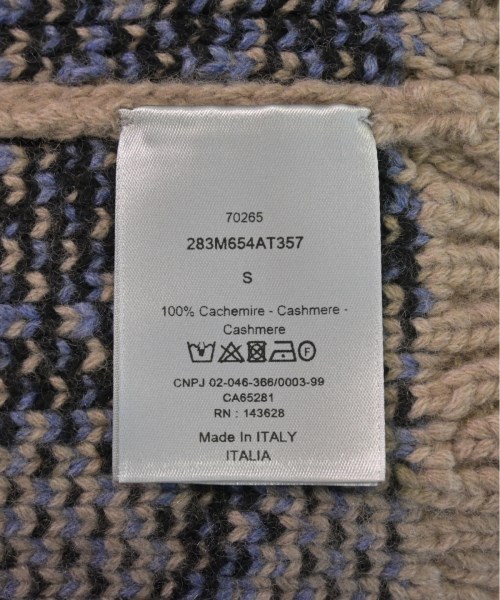 70265
283M654AT357
S
100% Cachemire - Cashmere -
Cashmere
F
CNPJ 02-046-366/0003-99
CA65281
RN : 143628
Made In ITALY
ITALIA